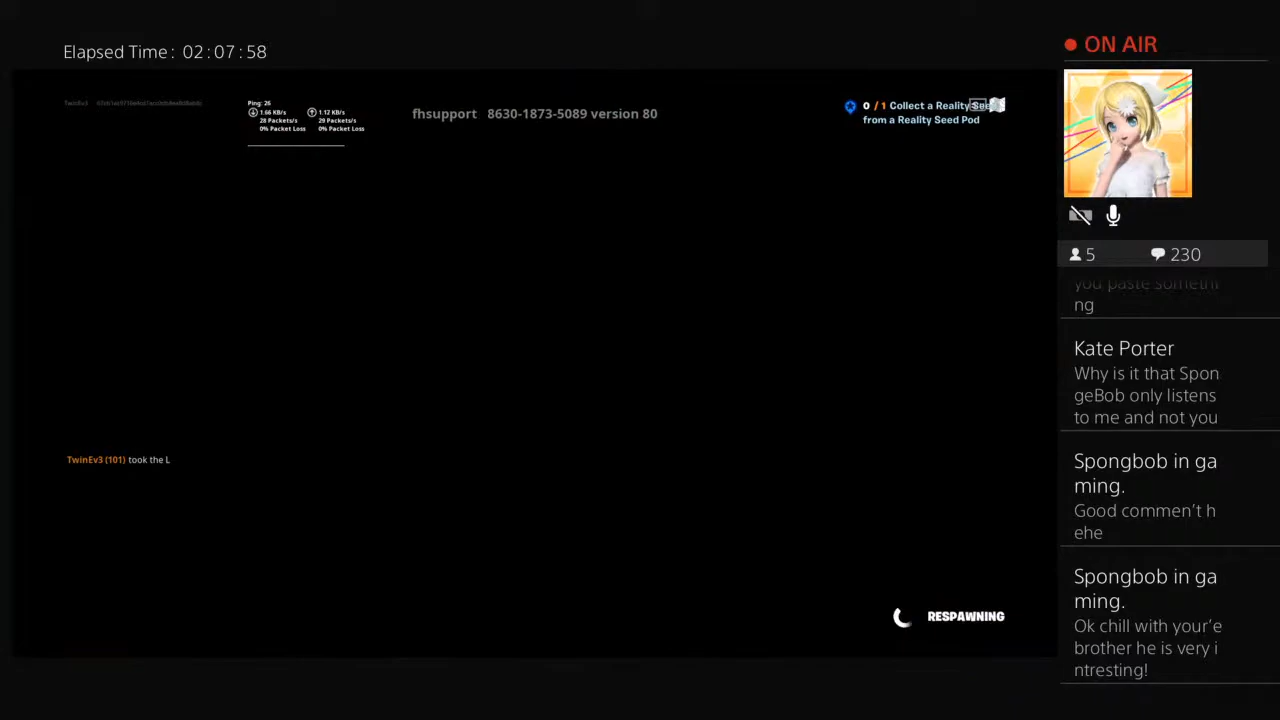 Elapsed Time: 02:07:58
ON AIR
TwinEv3
Ping: 26
1.66 KB/s 1.17 KB/s
28 Packets/s 29 Packets/s
0% Packet Loss 0% Packet Loss
fhsupport 8630-1873-5089 version 80
0 / 1 Collect a Reality See
from a Reality Seed Pod
5 230
you paste somethi
ng
Kate Porter
Why is it that Spon
geBob only listens
to me and not you
Spongbob in ga
ming.
Good commen't h
ehe
Spongbob in ga
ming.
Ok chill with your'e
brother he is very i
ntresting!
TwinEv3 (101) took the L
RESPAWNING